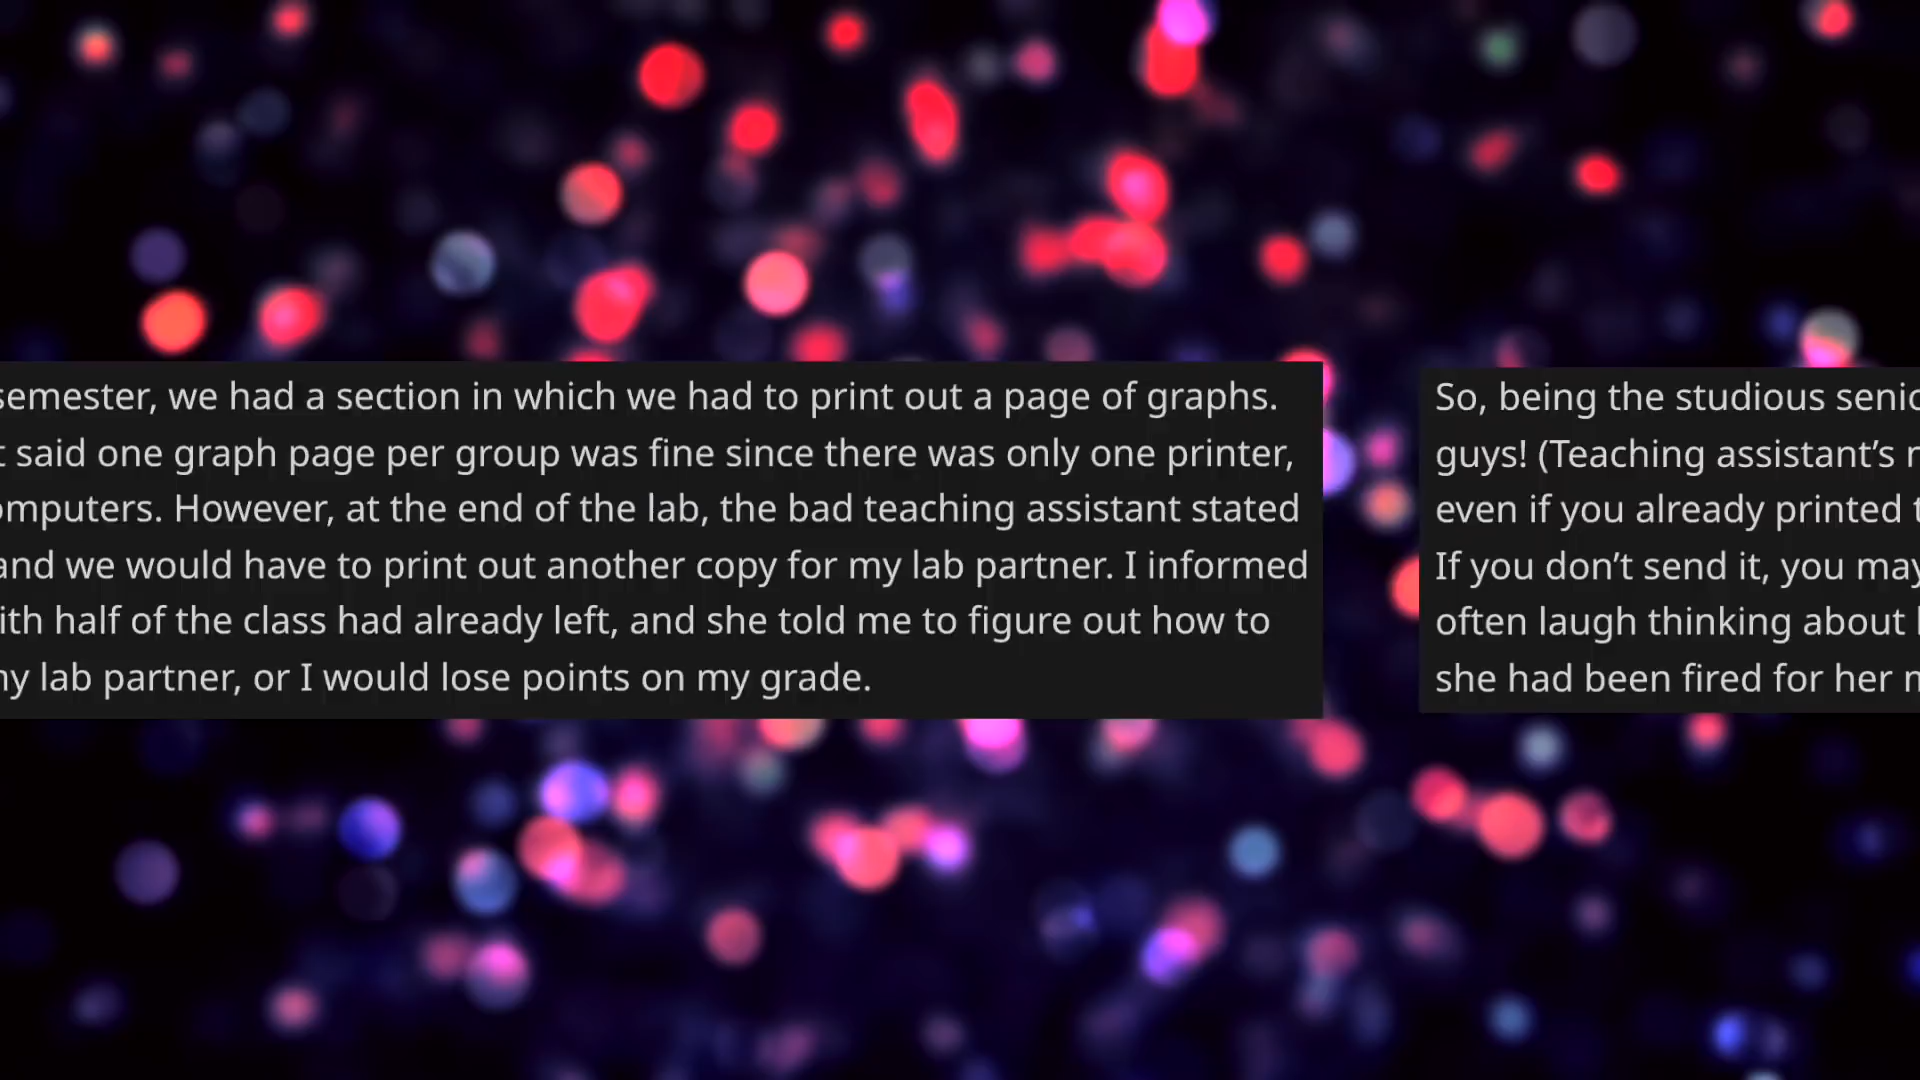 semester, we had a section in which we had to print out a page of graphs.
said one graph page per group was fine since there was only one printer,
However, at the end of the lab, the bad teaching assistant stated
and we would have to print out another copy for my lab partner. I informed
half of the class had already left, and she told me to figure out how to
lab partner, or I would lose points on my grade.
So, being the studious
guys! (Teaching assistant’s
even if you already printed
If you don’t send it, you may
often laugh thinking about
she had been fired for her